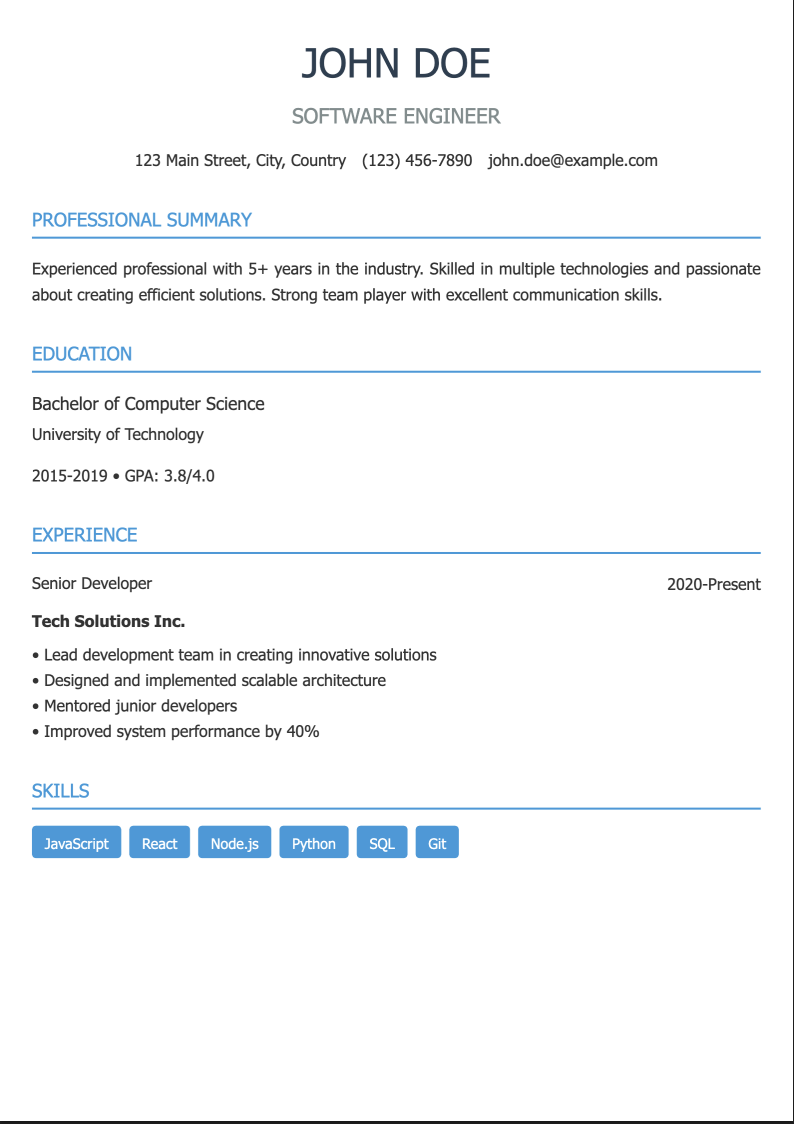 JOHN DOE
SOFTWARE ENGINEER
123 Main Street, City, Country (123) 456-7890 john.doe@example.com
PROFESSIONAL SUMMARY
Experienced professional with 5+ years in the industry. Skilled in multiple technologies and passionate
about creating efficient solutions. Strong team player with excellent communication skills.
EDUCATION
Bachelor of Computer Science
University of Technology
2015-2019 • GPA: 3.8/4.0
EXPERIENCE
Senior Developer 2020-Present
Tech Solutions Inc.
• Lead development team in creating innovative solutions
• Designed and implemented scalable architecture
• Mentored junior developers
• Improved system performance by 40%
SKILLS
JavaScript React Node.js Python SQL Git